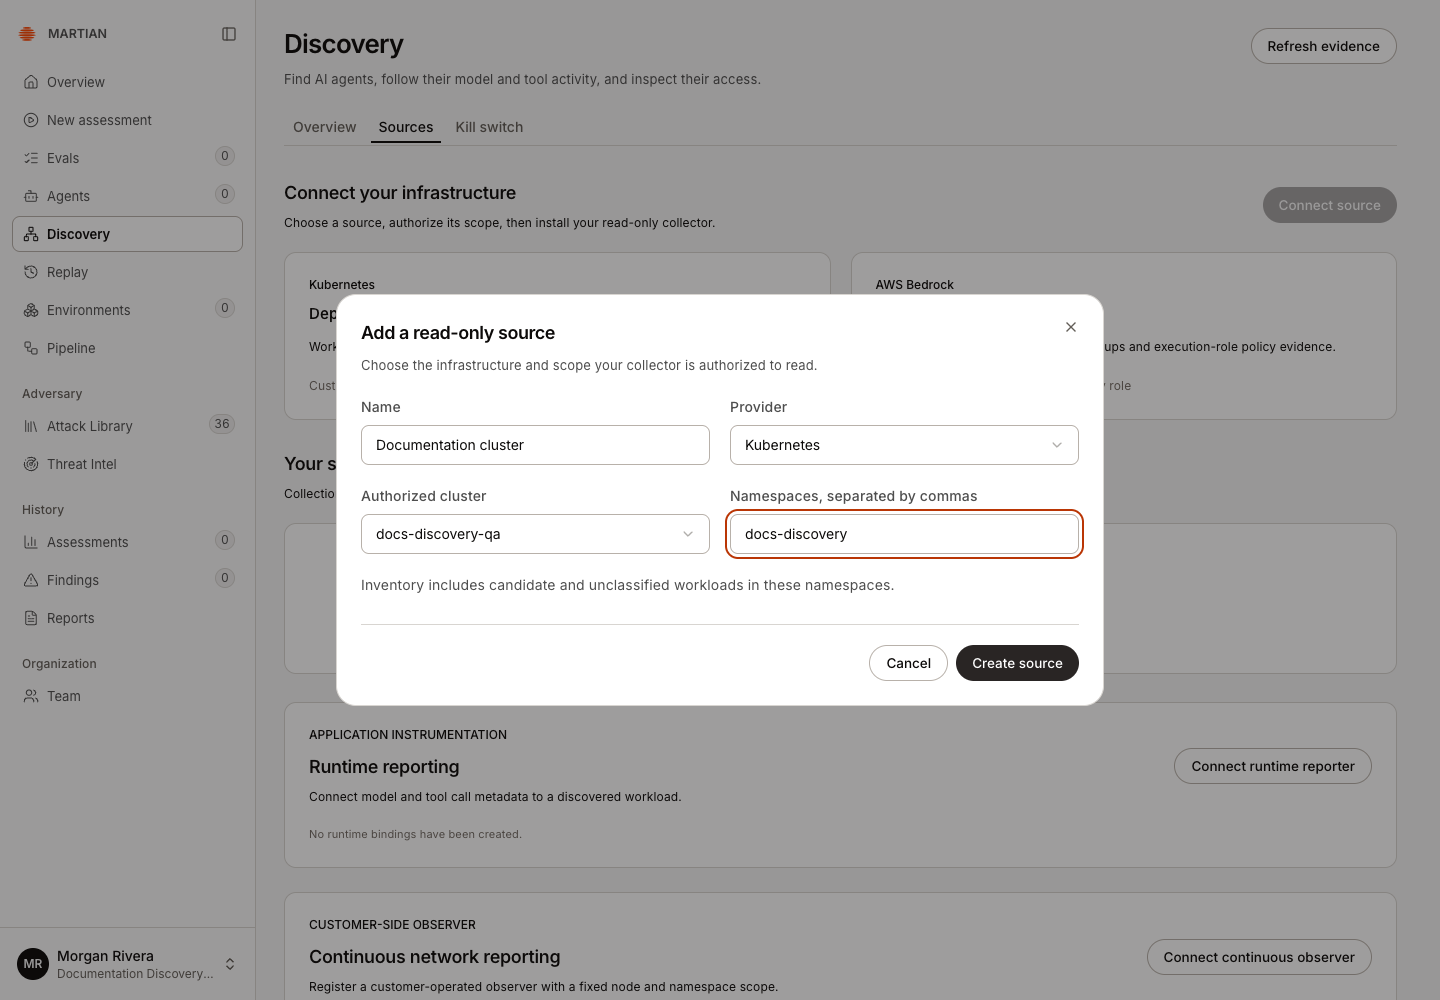 MARTIAN
Overview
New assessment
Evals 0
Agents 0
Discovery
Replay
Environments 0
Pipeline
Adversary
Attack Library 36
Threat Intel
History
Assessments 0
Findings 0
Reports
Organization
Team
MR
Morgan Rivera
Documentation Discovery...
Discovery
Find AI agents, follow their model and tool activity, and inspect their access.
Refresh evidence
Overview Sources Kill switch
Connect your infrastructure
Choose a source, authorize its scope, then install your read-only collector.
Connect source
Kubernetes
AWS Bedrock
and execution-role policy evidence.
role
Your
Add a read-only source
Choose the infrastructure and scope your collector is authorized to read.
Name
Documentation cluster
Provider
Kubernetes
Authorized cluster
docs-discovery-qa
Namespaces, separated by commas
docs-discovery
Inventory includes candidate and unclassified workloads in these namespaces.
Cancel
Create source
APPLICATION INSTRUMENTATION
Runtime reporting
Connect model and tool call metadata to a discovered workload.
No runtime bindings have been created.
Connect runtime reporter
CUSTOMER-SIDE OBSERVER
Continuous network reporting
Register a customer-operated observer with a fixed node and namespace scope.
Connect continuous observer